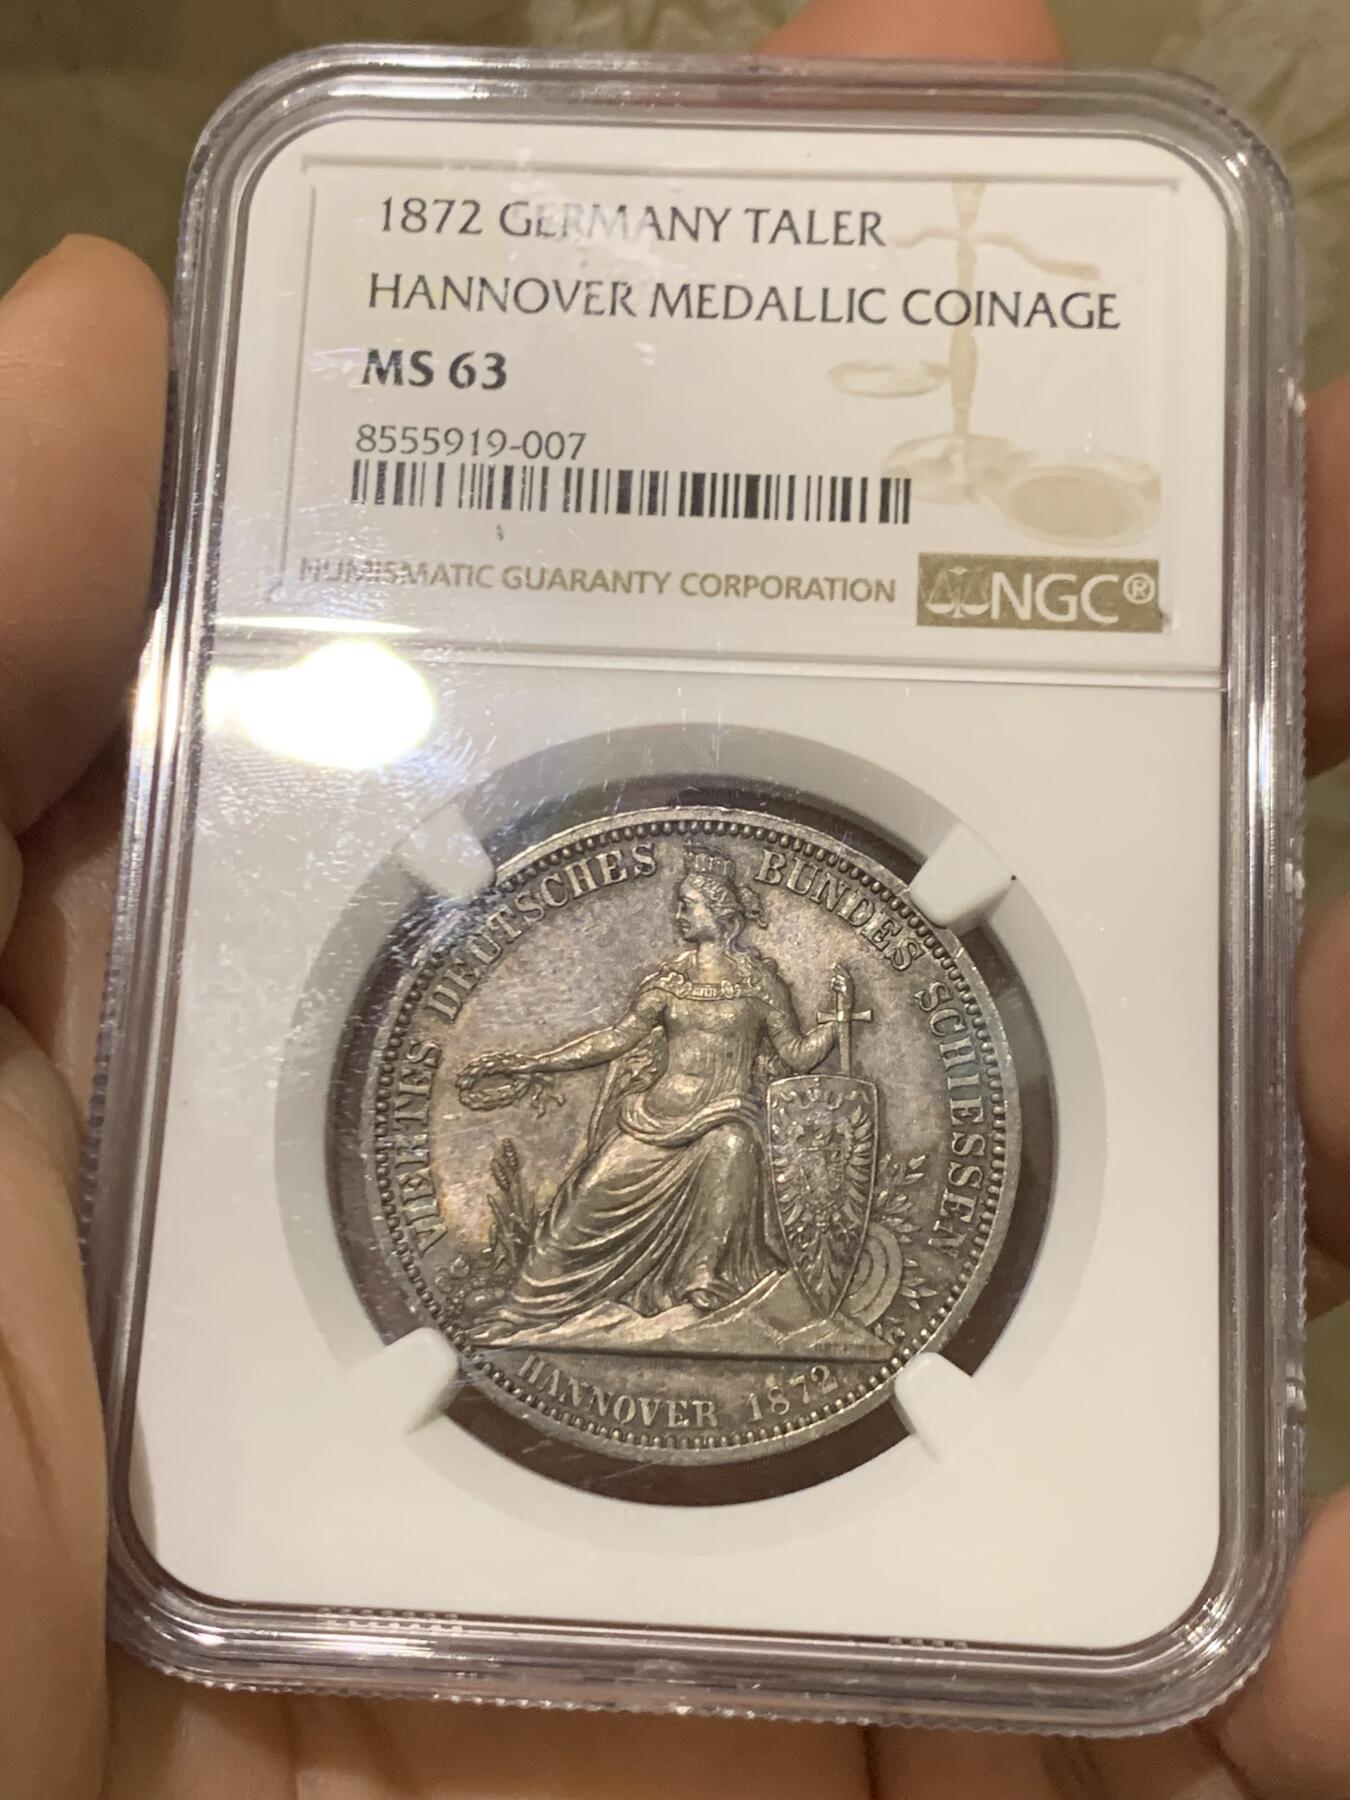 1872 GERMANY TALER
HANNOVER MEDALLIC COINAGE
MS 63
8555919-007
NUMISMATIC GUARANTY CORPORATION
NGC®
VIERTES DEUTSCHES BUNDES SCHIESSEN
HANNOVER 1872